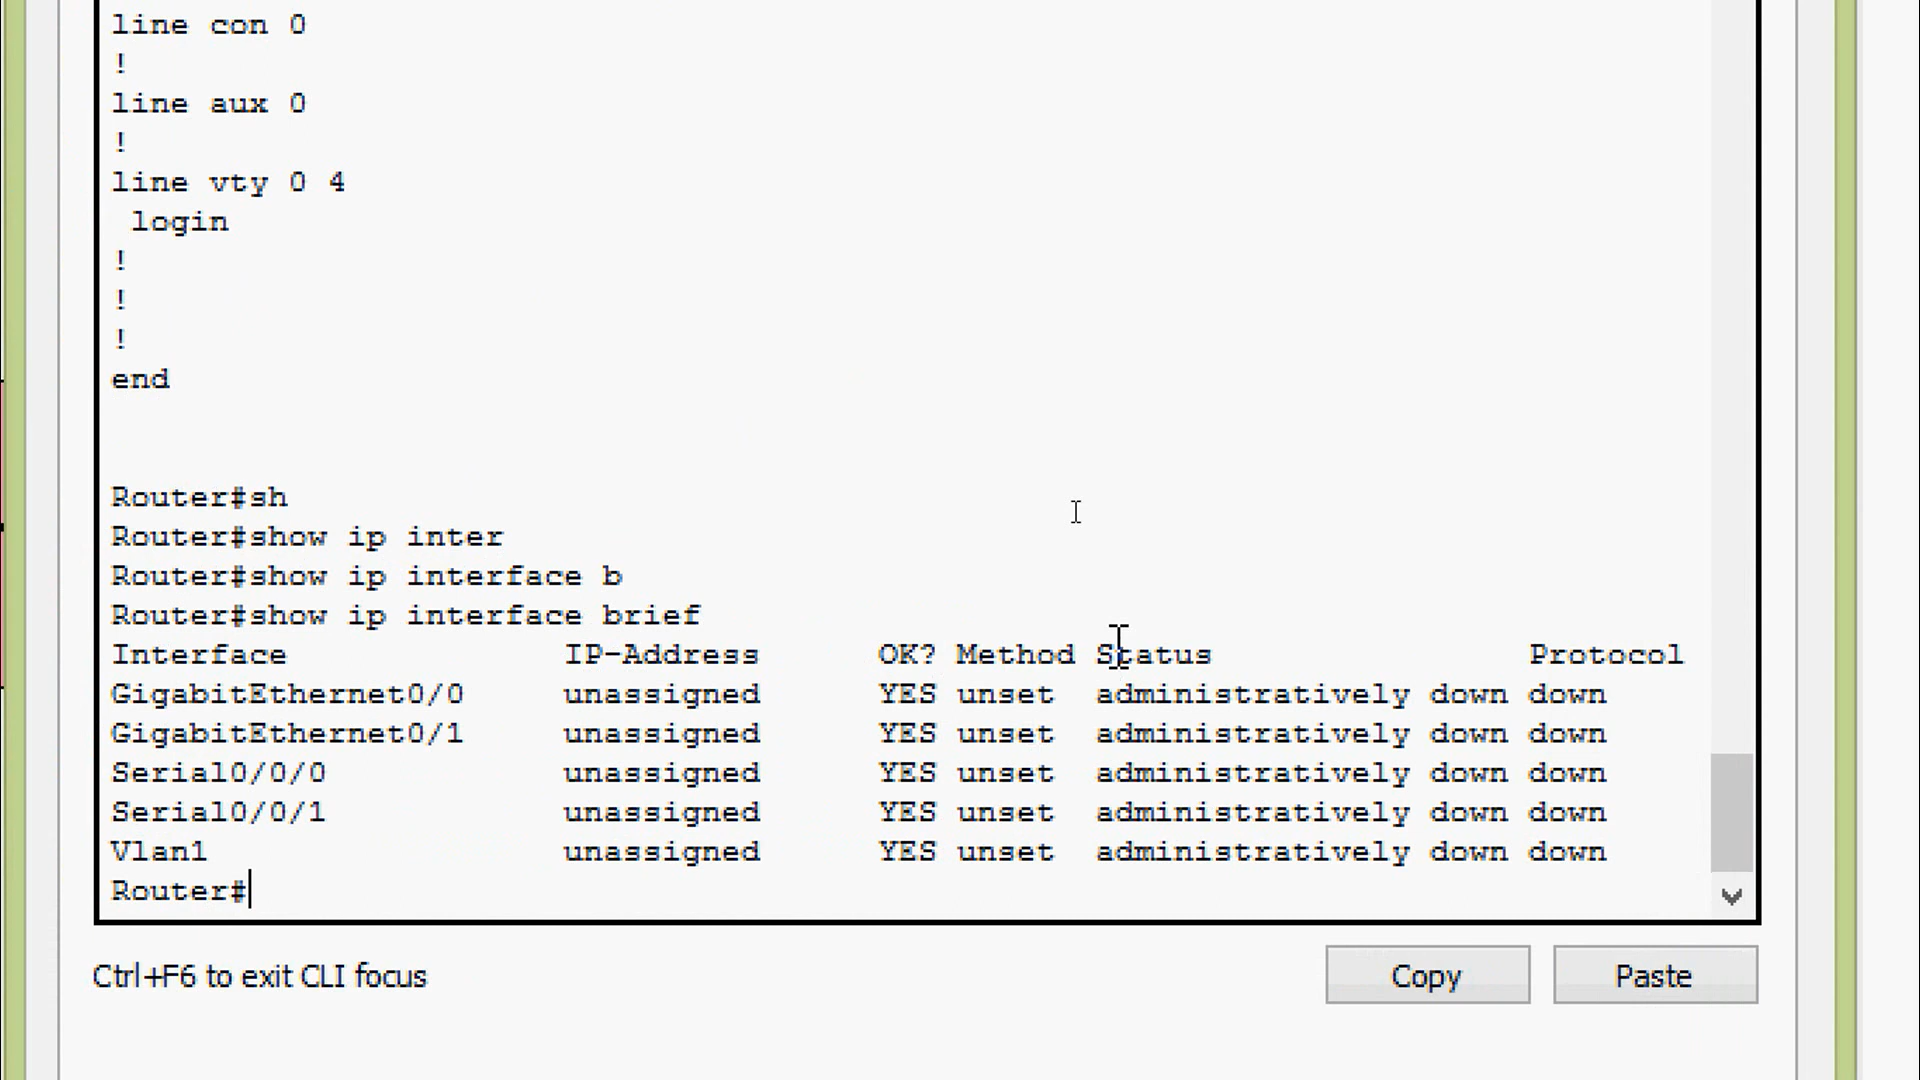 line con 0
!
line aux 0
!
line vty 0 4
 login
!
!
!
end
Router#sh
Router#show ip inter
Router#show ip interface b
Router#show ip interface brief
Interface              IP-Address      OK? Method Status                Protocol
GigabitEthernet0/0     unassigned      YES unset  administratively down down
GigabitEthernet0/1     unassigned      YES unset  administratively down down
Serial0/0/0            unassigned      YES unset  administratively down down
Serial0/0/1            unassigned      YES unset  administratively down down
Vlan1                  unassigned      YES unset  administratively down down
Router#
Ctrl+F6 to exit CLI focus
Copy
Paste